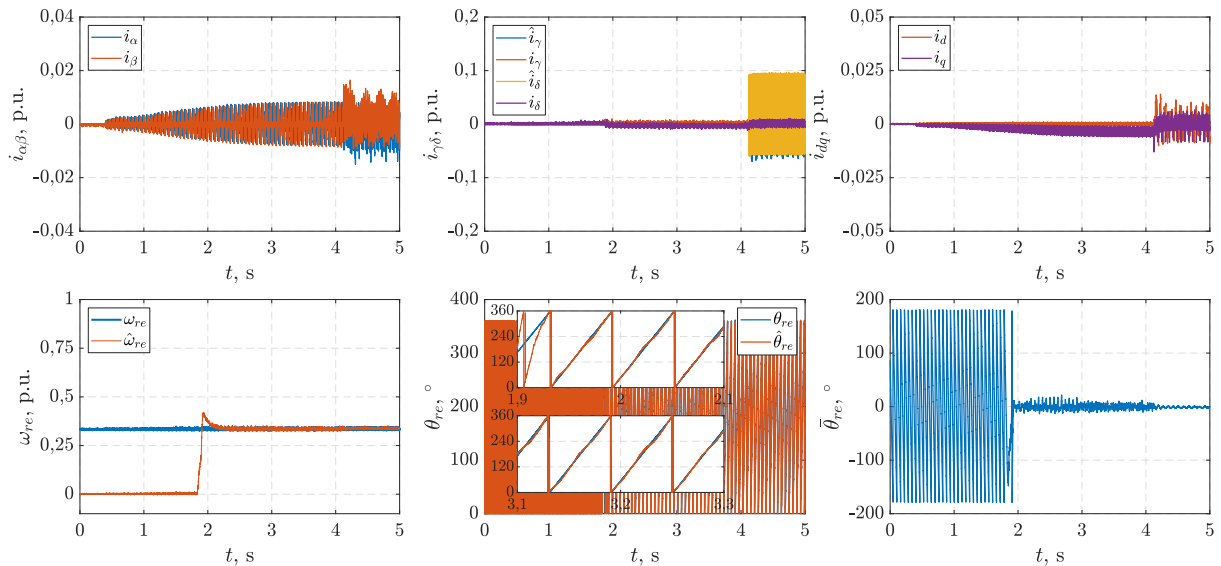 0,04
0,02
0
-0,02
-0,04
i_αβ, p.u.
i_α
i_β
0 1 2 3 4 5
t, s
0,2
0,1
0
-0,1
-0,2
i_γδ, p.u.
î_γ
i_γ
î_δ
i_δ
0 1 2 3 4 5
t, s
0,05
0,025
0
-0,025
-0,05
i_dq, p.u.
i_d
i_q
0 1 2 3 4 5
t, s
1
0,75
0,5
0,25
0
ω_re, p.u.
ω_re
ω̂_re
0 1 2 3 4 5
t, s
400
300
200
100
0
θ_re, °
θ_re
θ̂_re
360
240
120
0
1,9 2 2,1
360
240
120
0
3,1 3,2 3,3
0 1 2 3 4 5
t, s
200
100
0
-100
-200
θ̄_re, °
0 1 2 3 4 5
t, s